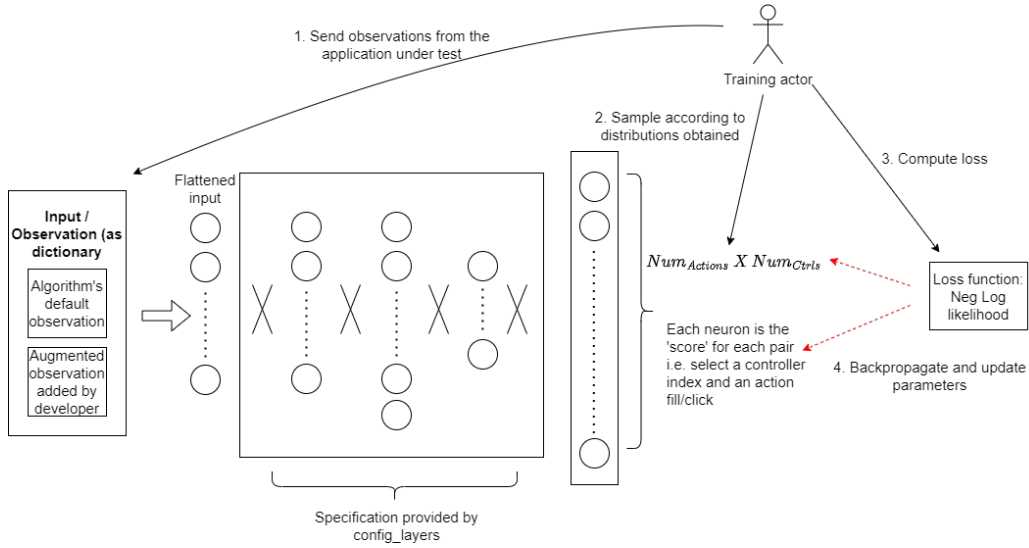 1. Send observations from the
application under test
Training actor
2. Sample according to
distributions obtained
3. Compute loss
Flattened
input
Input /
Observation (as
dictionary
Algorithm's
default
observation
Augmented
observation
added by
developer
Num_Actions X Num_Ctrls
Loss function:
Neg Log
likelihood
Each neuron is the
'score' for each pair
i.e. select a controller
index and an action
fill/click
4. Backpropagate and update
parameters
Specification provided by
config_layers